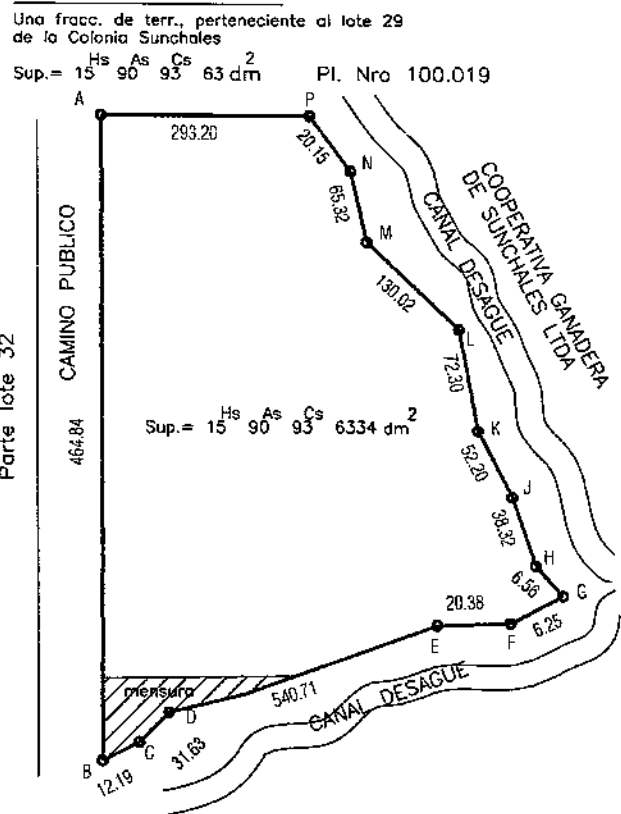 Una fracc. de terr., perteneciente al lote 29
de la Colonia Sunchales
Sup.= 15 Hs 90 As 93 Cs 63 dm2
Pl. Nro 100.019
A
P
293.20
20.15
N
65.32
M
130.02
L
72.30
K
52.20
J
38.32
H
6.56
G
6.25
F
20.38
E
540.71
D
31.63
C
12.19
B
464.84
CAMINO PUBLICO
Parte lote 32
Sup.= 15 Hs 90 As 93 Cs 6334 dm2
mensura
CANAL DESAGUE
CANAL DESAGUE
COOPERATIVA GANADERA
DE SUNCHALES LTDA